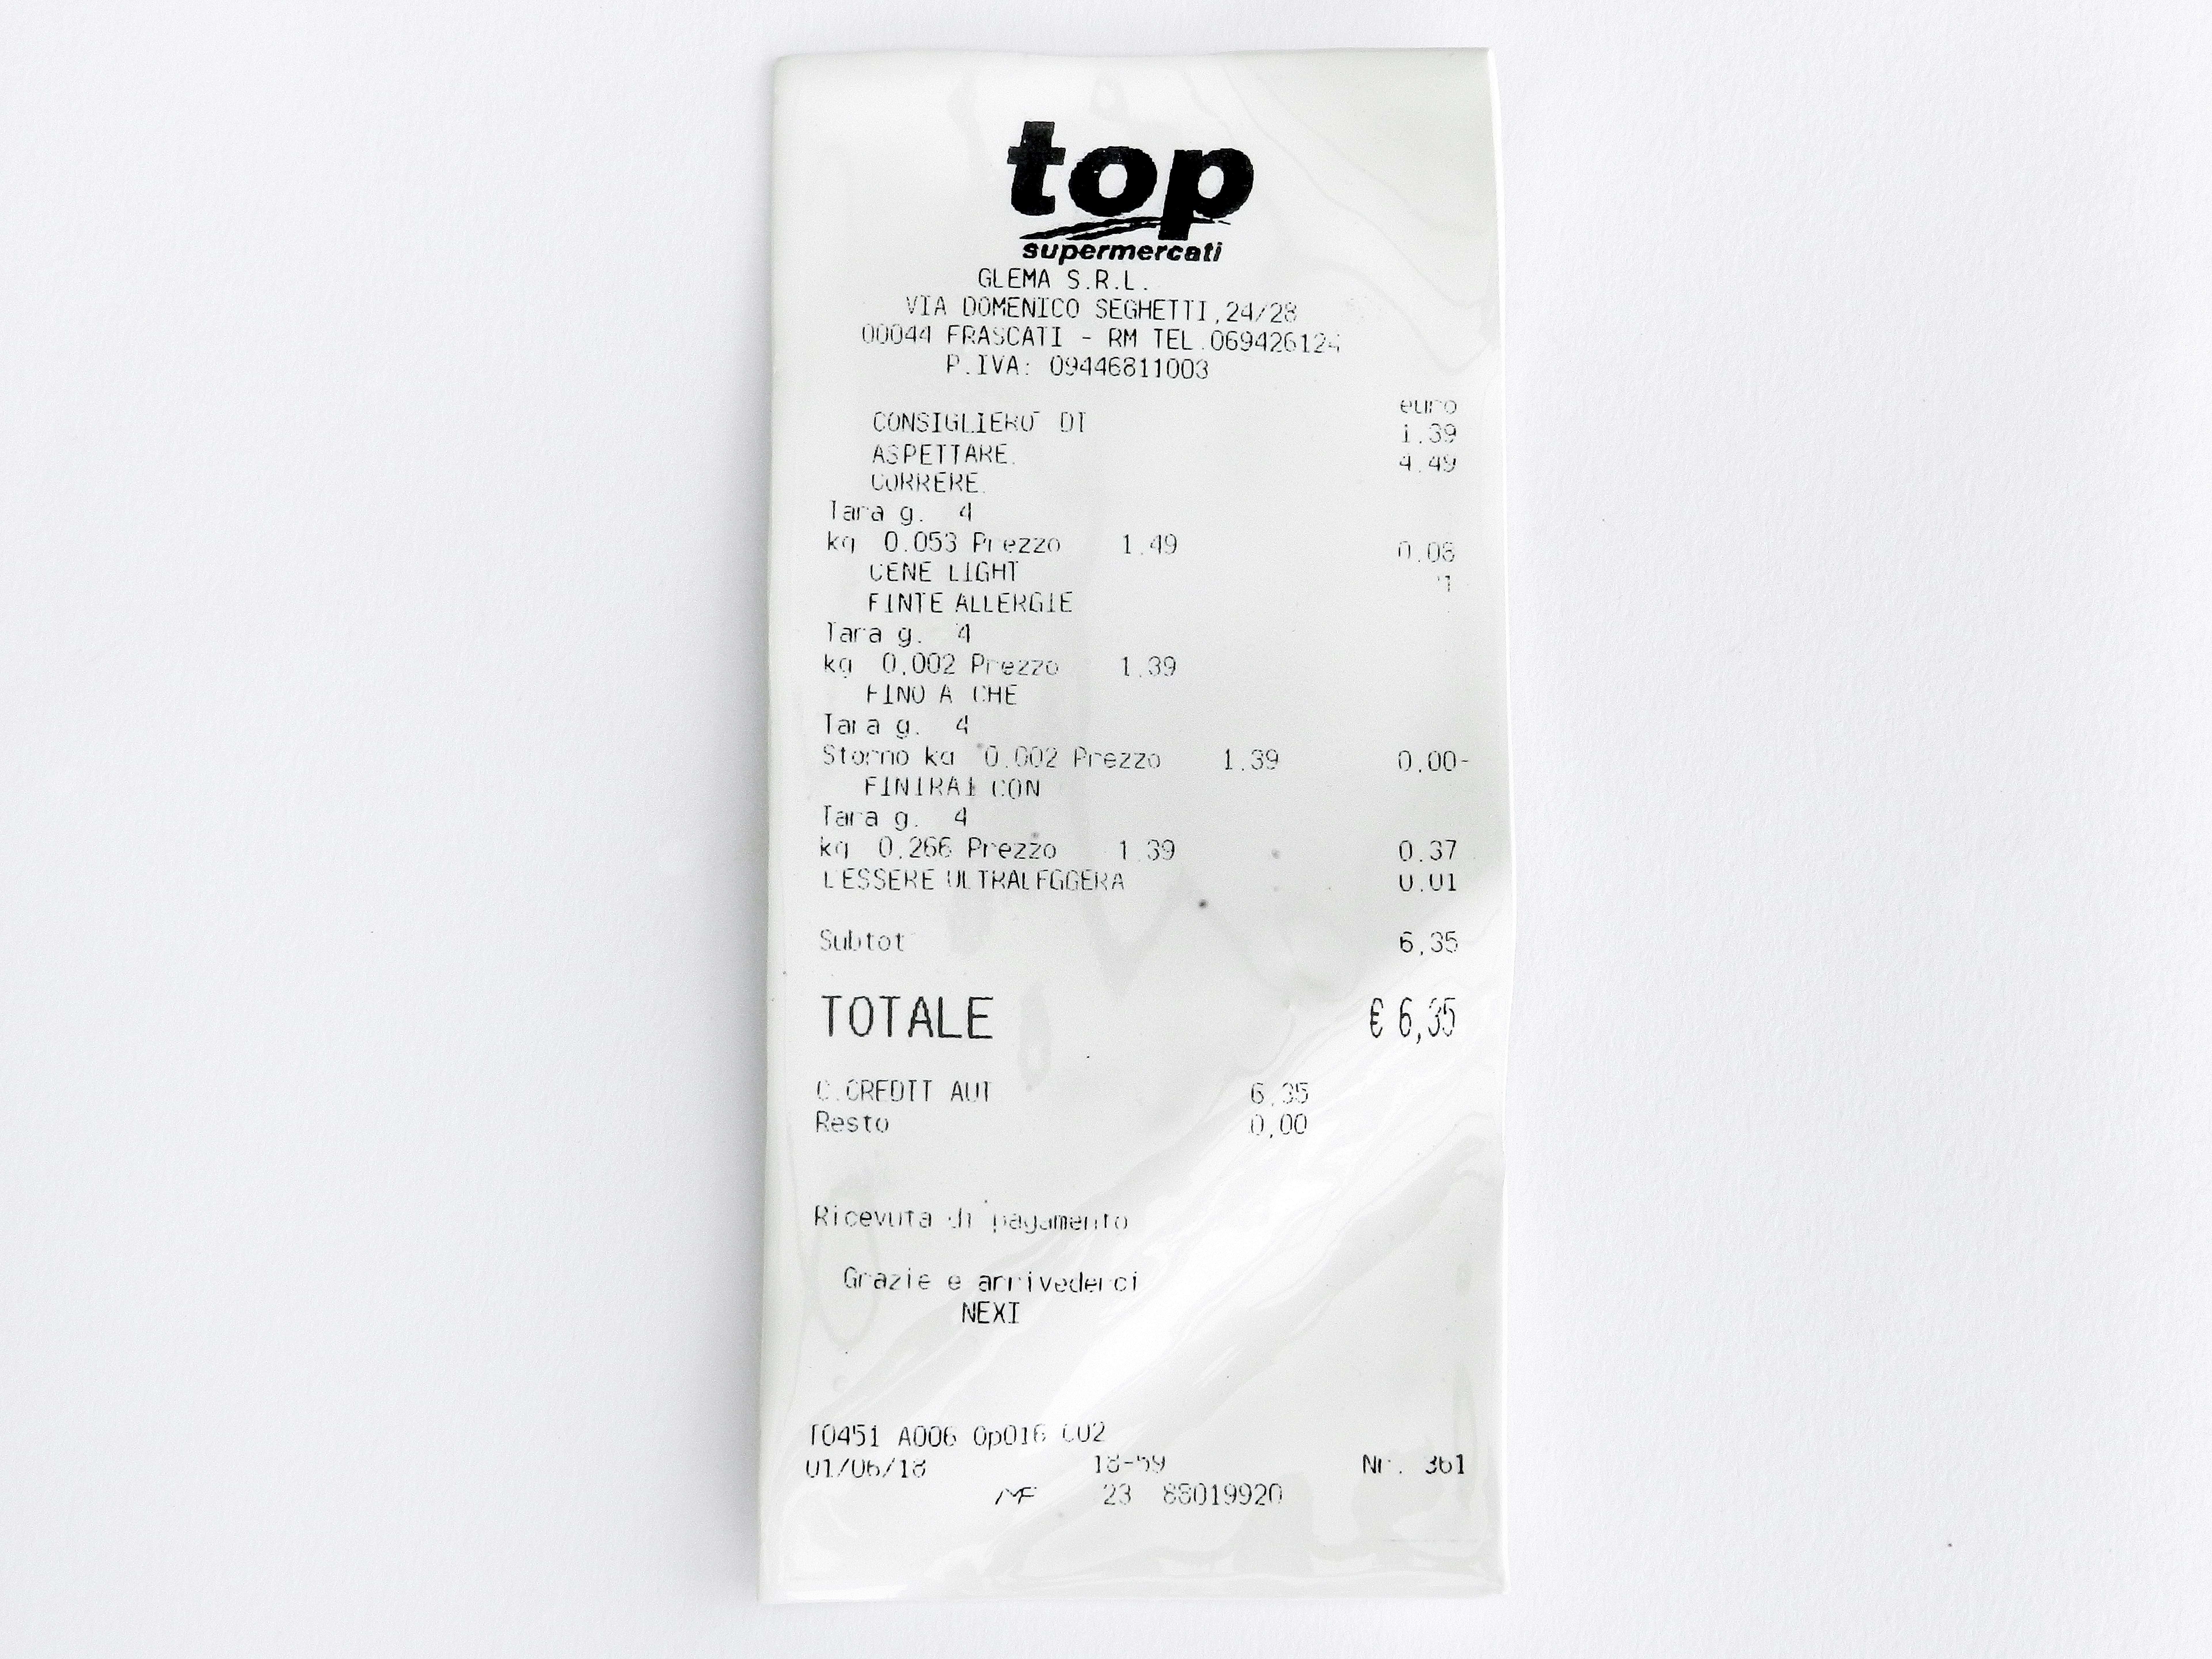 top
supermercati
GLEMA S.R.L.
VIA DOMENICO SEGHETTI,24/28
00044 FRASCATI - RM TEL.069426124
P.IVA: 09446811003
euro
CONSIGLIERO' DI 1.39
ASPETTARE. 4.49
CORRERE.
Tara g. 4
kg 0.053 Prezzo 1.49 0.08
CENE LIGHT
FINTE ALLERGIE
Tara g. 4
kg 0.002 Prezzo 1.39
FINO A CHE
Tara g. 4
Storno kg 0.002 Prezzo 1.39 0.00-
FINIRAI CON
Tara g. 4
kg 0.266 Prezzo 1.39 0.37
L'ESSERE ULTRALEGGERA 0.01
Subtot 6,35
TOTALE € 6,35
C.CREDIT AUT 6,35
Resto 0,00
Ricevuta di pagamento
Grazie e arrivederci
NEXI
T0451 A006 Op016 C02
01/06/18 18-59 Nr. 361
MF 23 88019920